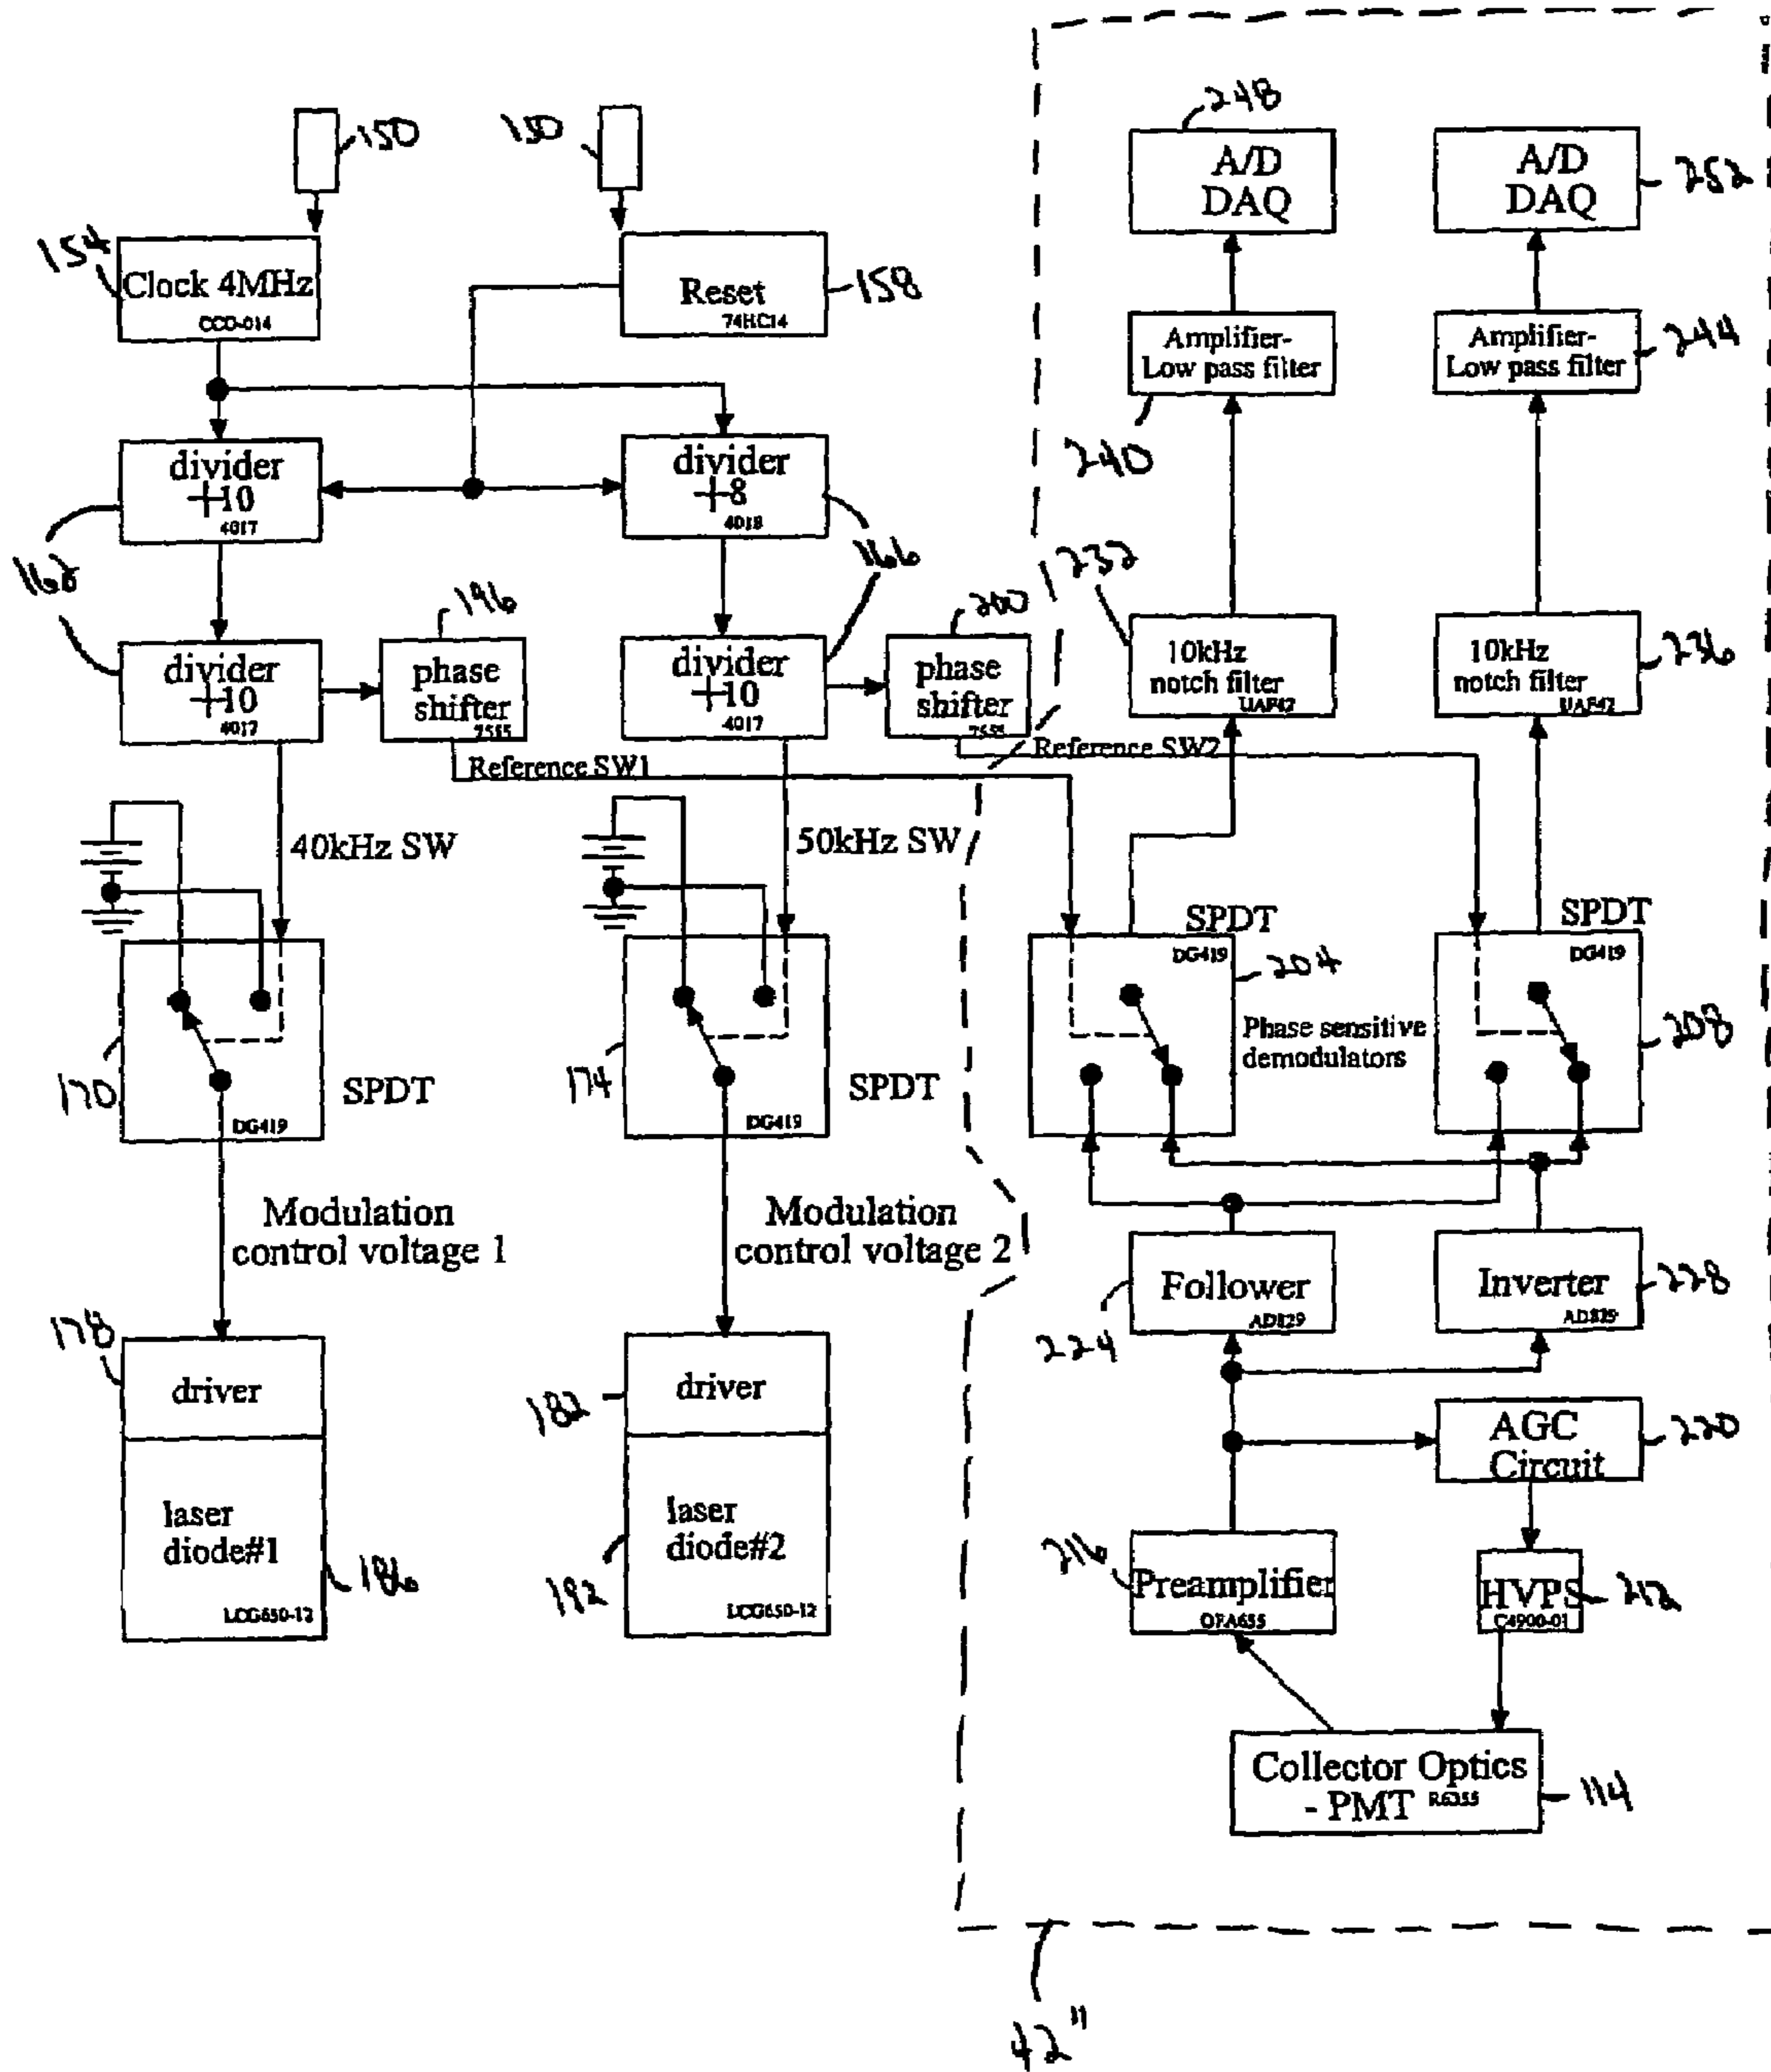 248
150
150
A/D
DAQ
A/D
DAQ
252
154
Clock 4MHz
CCO-014
Reset
74HC14
158
Amplifier-
Low pass filter
Amplifier-
Low pass filter
244
240
divider
÷10
4017
divider
÷8
4018
162
166
232
196
200
divider
÷10
4017
phase
shifter
7555
divider
÷10
4017
phase
shifter
7555
10kHz
notch filter
UAF42
10kHz
notch filter
UAF42
236
Reference SW1
Reference SW2
40kHz SW
50kHz SW
SPDT
DG419
204
SPDT
DG419
Phase sensitive
demodulators
208
170
SPDT
DG419
174
SPDT
DG419
Modulation
control voltage 1
Modulation
control voltage 2
Follower
AD829
224
Inverter
AD829
228
178
driver
182
driver
AGC
Circuit
220
laser
diode#1
LCG650-12
186
laser
diode#2
LCG650-12
192
216
Preamplifier
OPA655
HVPS
C4900-01
212
Collector Optics
- PMT R6355
114
42"